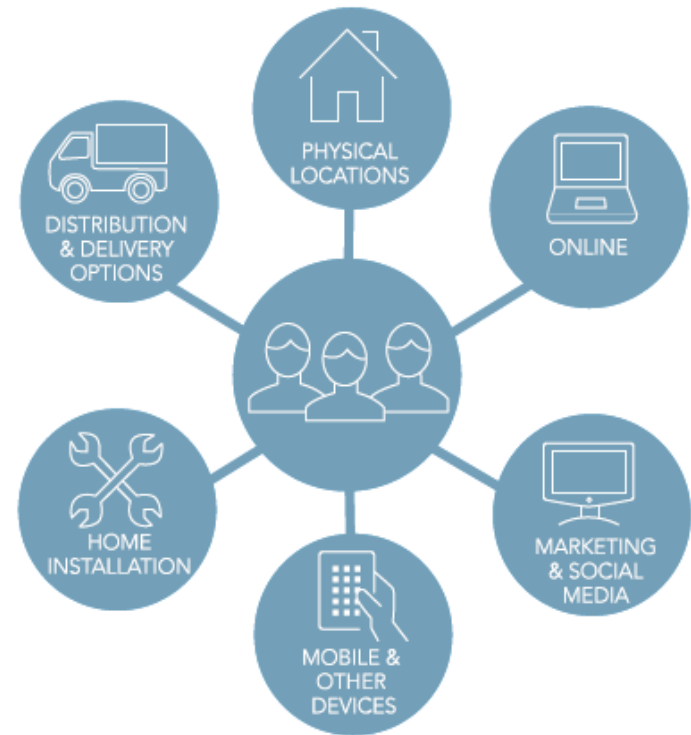 PHYSICAL
LOCATIONS
ONLINE
MARKETING
& SOCIAL
MEDIA
MOBILE &
OTHER
DEVICES
HOME
INSTALLATION
DISTRIBUTION
& DELIVERY
OPTIONS